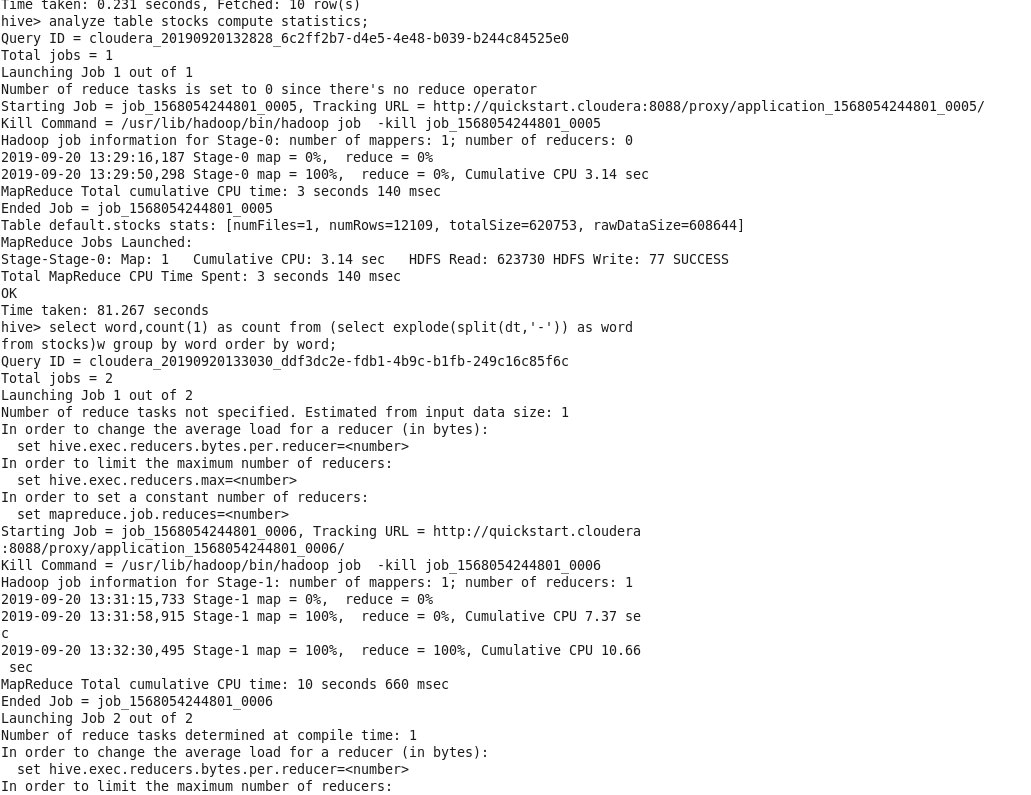 Time taken: 0.231 seconds, Fetched: 10 row(s)
hive> analyze table stocks compute statistics;
Query ID = cloudera_20190920132828_6c2ff2b7-d4e5-4e48-b039-b244c84525e0
Total jobs = 1
Launching Job 1 out of 1
Number of reduce tasks is set to 0 since there's no reduce operator
Starting Job = job_1568054244801_0005, Tracking URL = http://quickstart.cloudera:8088/proxy/application_1568054244801_0005/
Kill Command = /usr/lib/hadoop/bin/hadoop job  -kill job_1568054244801_0005
Hadoop job information for Stage-0: number of mappers: 1; number of reducers: 0
2019-09-20 13:29:16,187 Stage-0 map = 0%,  reduce = 0%
2019-09-20 13:29:50,298 Stage-0 map = 100%,  reduce = 0%, Cumulative CPU 3.14 sec
MapReduce Total cumulative CPU time: 3 seconds 140 msec
Ended Job = job_1568054244801_0005
Table default.stocks stats: [numFiles=1, numRows=12109, totalSize=620753, rawDataSize=608644]
MapReduce Jobs Launched:
Stage-Stage-0: Map: 1   Cumulative CPU: 3.14 sec   HDFS Read: 623730 HDFS Write: 77 SUCCESS
Total MapReduce CPU Time Spent: 3 seconds 140 msec
OK
Time taken: 81.267 seconds
hive> select word,count(1) as count from (select explode(split(dt,'-')) as word
from stocks)w group by word order by word;
Query ID = cloudera_20190920133030_ddf3dc2e-fdb1-4b9c-b1fb-249c16c85f6c
Total jobs = 2
Launching Job 1 out of 2
Number of reduce tasks not specified. Estimated from input data size: 1
In order to change the average load for a reducer (in bytes):
  set hive.exec.reducers.bytes.per.reducer=<number>
In order to limit the maximum number of reducers:
  set hive.exec.reducers.max=<number>
In order to set a constant number of reducers:
  set mapreduce.job.reduces=<number>
Starting Job = job_1568054244801_0006, Tracking URL = http://quickstart.cloudera
:8088/proxy/application_1568054244801_0006/
Kill Command = /usr/lib/hadoop/bin/hadoop job  -kill job_1568054244801_0006
Hadoop job information for Stage-1: number of mappers: 1; number of reducers: 1
2019-09-20 13:31:15,733 Stage-1 map = 0%,  reduce = 0%
2019-09-20 13:31:58,915 Stage-1 map = 100%,  reduce = 0%, Cumulative CPU 7.37 se
c
2019-09-20 13:32:30,495 Stage-1 map = 100%,  reduce = 100%, Cumulative CPU 10.66
 sec
MapReduce Total cumulative CPU time: 10 seconds 660 msec
Ended Job = job_1568054244801_0006
Launching Job 2 out of 2
Number of reduce tasks determined at compile time: 1
In order to change the average load for a reducer (in bytes):
  set hive.exec.reducers.bytes.per.reducer=<number>
In order to limit the maximum number of reducers: